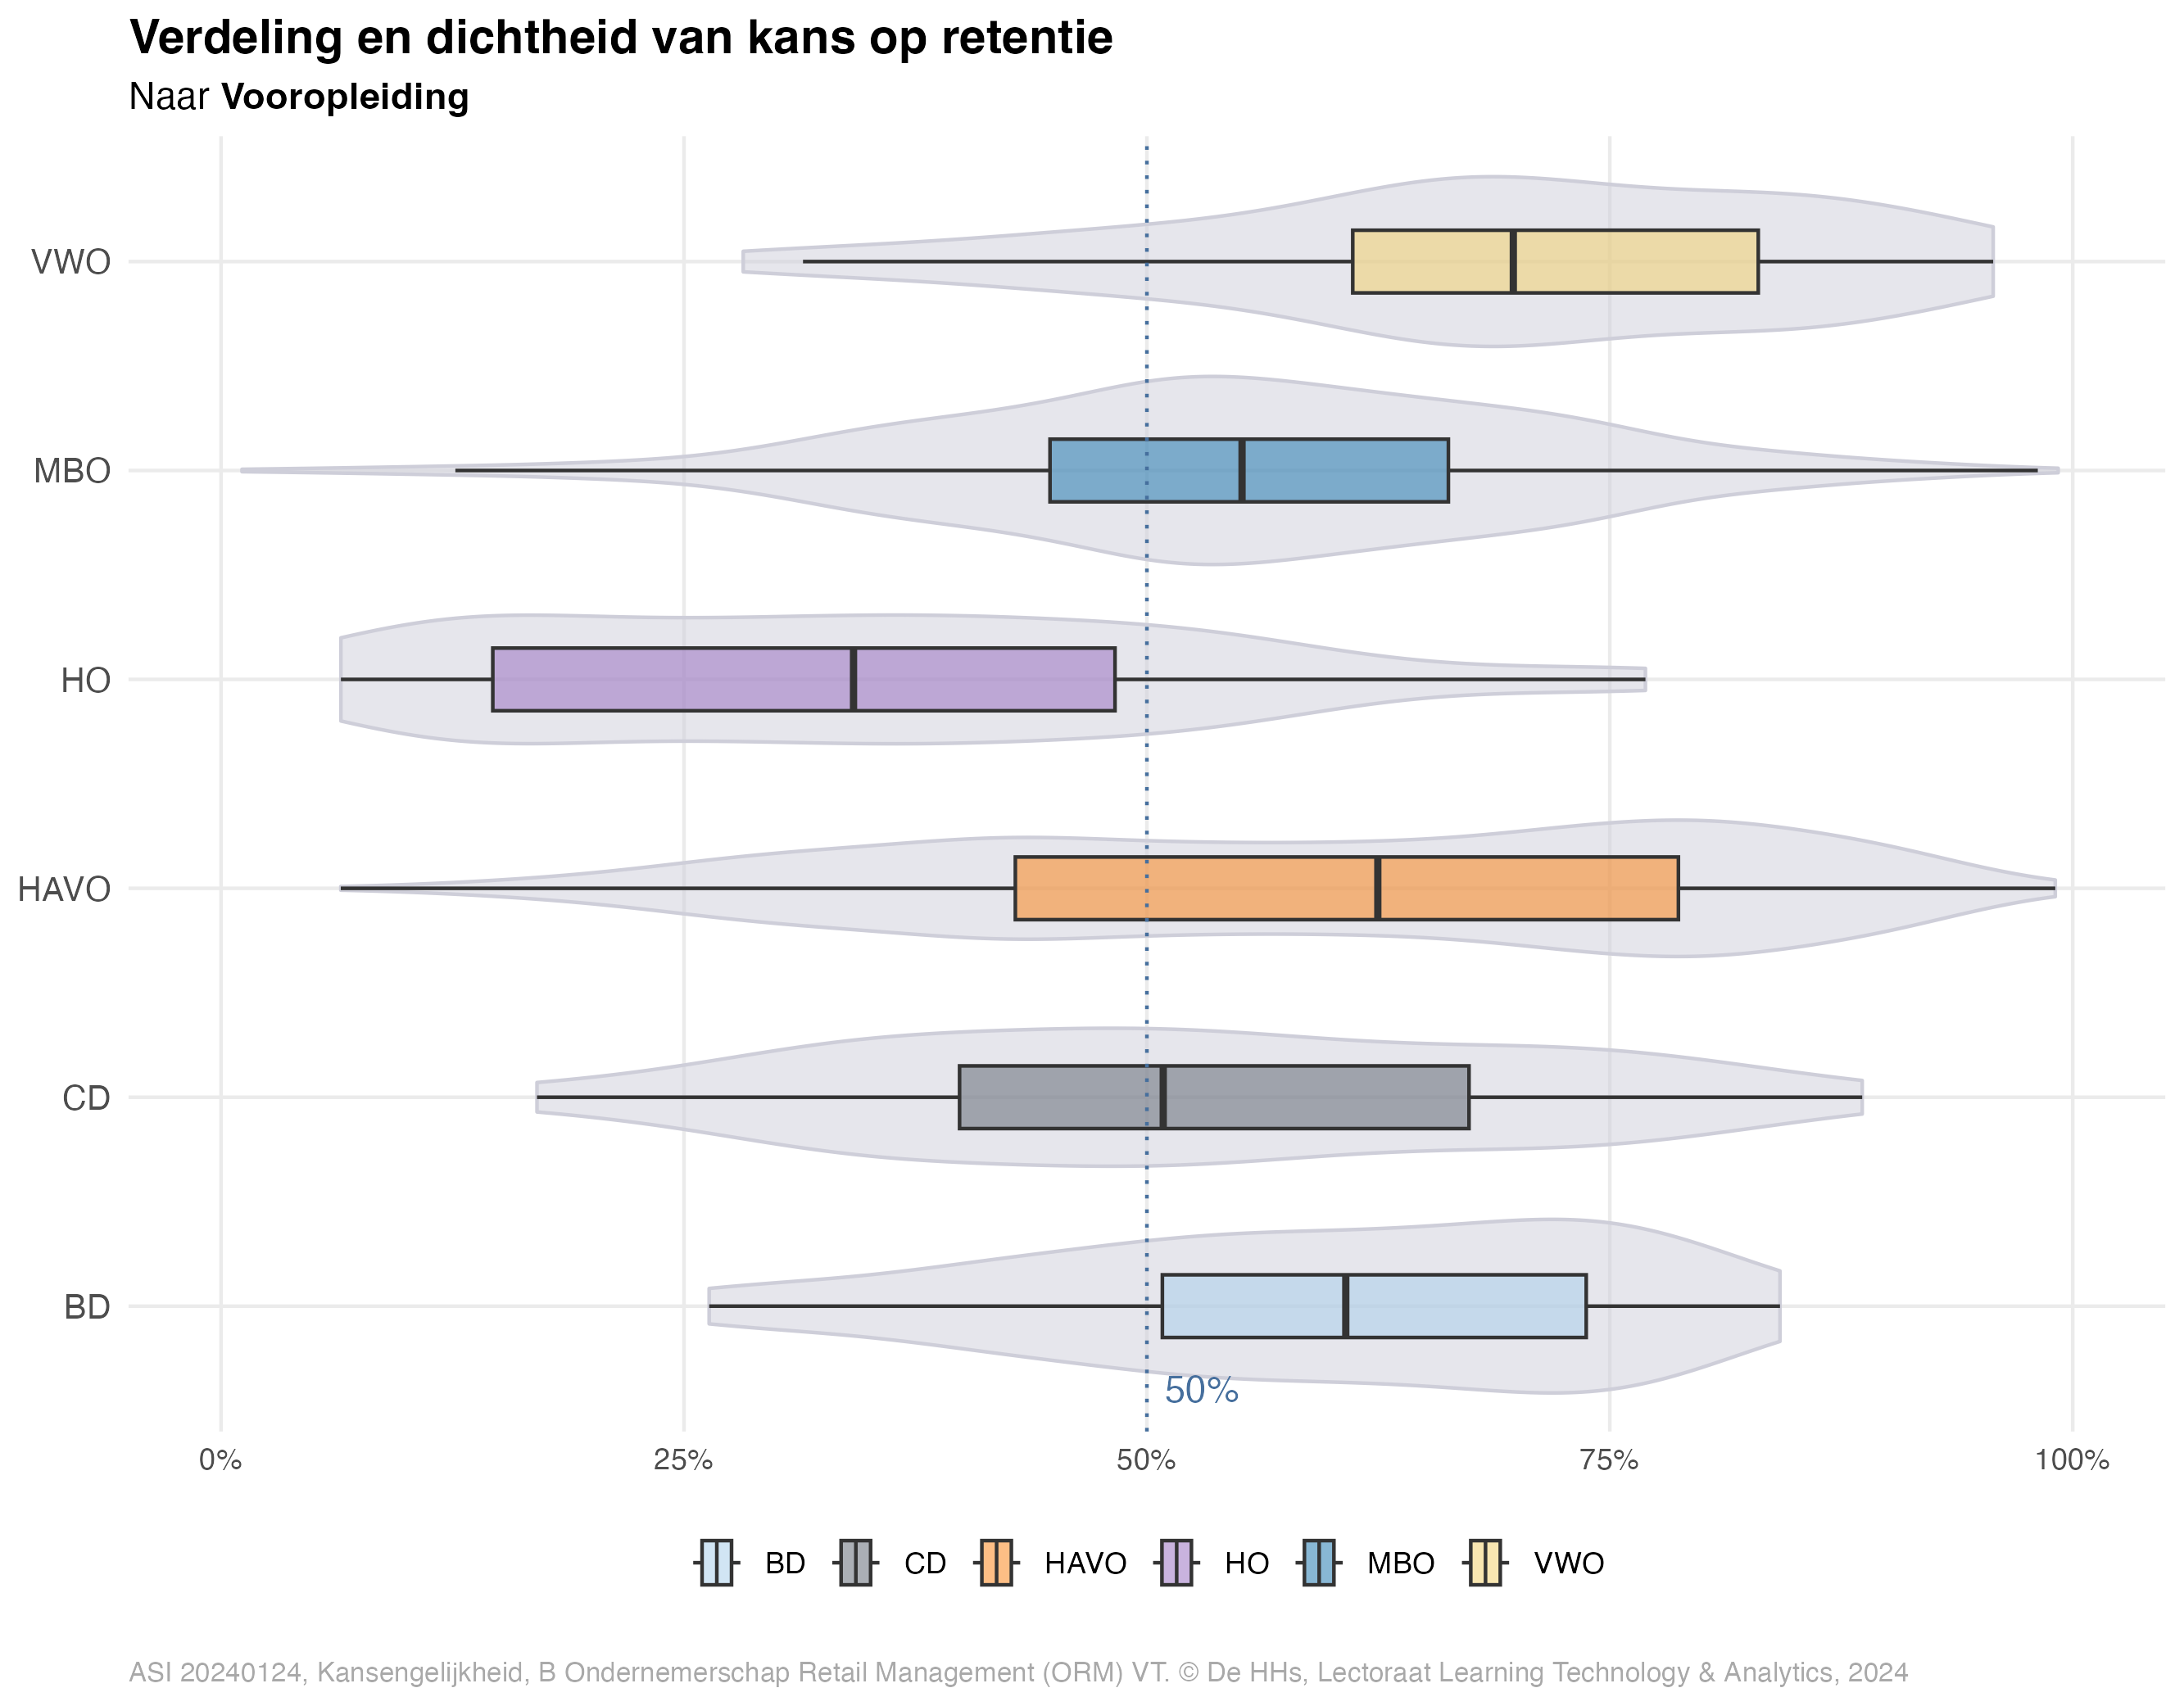 Verdeling en dichtheid van kans op retentie
Naar Vooropleiding
VWO
MBO
HO
HAVO
CD
BD
50%
0% 25% 50% 75% 100%
BD CD HAVO HO MBO VWO
ASI 20240124, Kansengelijkheid, B Ondernemerschap Retail Management (ORM) VT. © De HHs, Lectoraat Learning Technology & Analytics, 2024